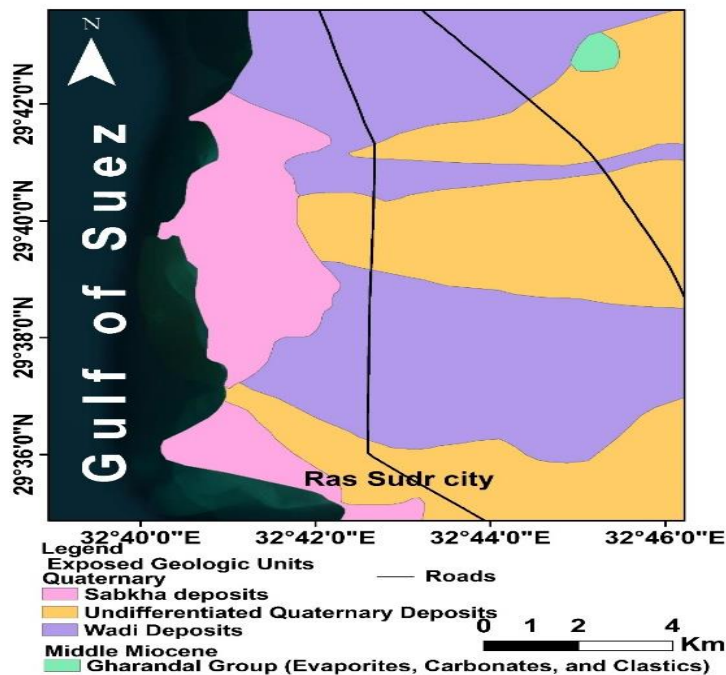 N
29°42'0"N
29°40'0"N
29°38'0"N
29°36'0"N
Gulf of Suez
Ras Sudr city
32°40'0"E 32°42'0"E 32°44'0"E 32°46'0"E
Legend
Exposed Geologic Units
Quaternary
Roads
Sabkha deposits
Undifferentiated Quaternary Deposits
Wadi Deposits
0 1 2 4
Km
Middle Miocene
Gharandal Group (Evaporites, Carbonates, and Clastics)